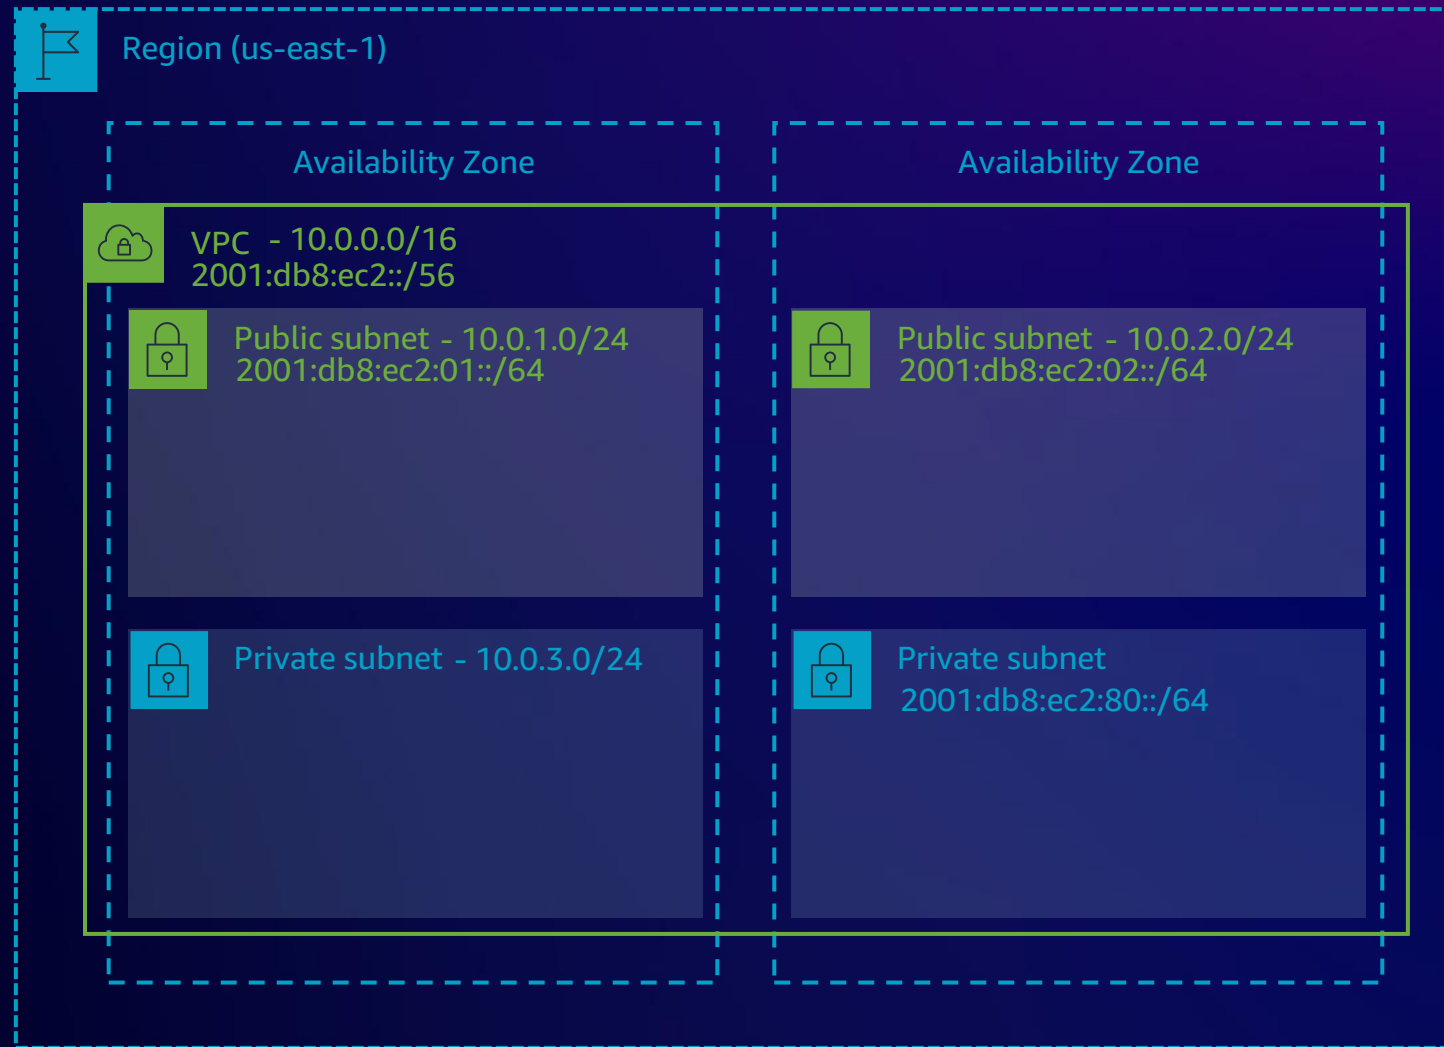 Region (us-east-1)
Availability Zone
Availability Zone
VPC - 10.0.0.0/16
2001:db8:ec2::/56
Public subnet - 10.0.1.0/24
2001:db8:ec2:01::/64
Public subnet - 10.0.2.0/24
2001:db8:ec2:02::/64
Private subnet - 10.0.3.0/24
Private subnet
2001:db8:ec2:80::/64